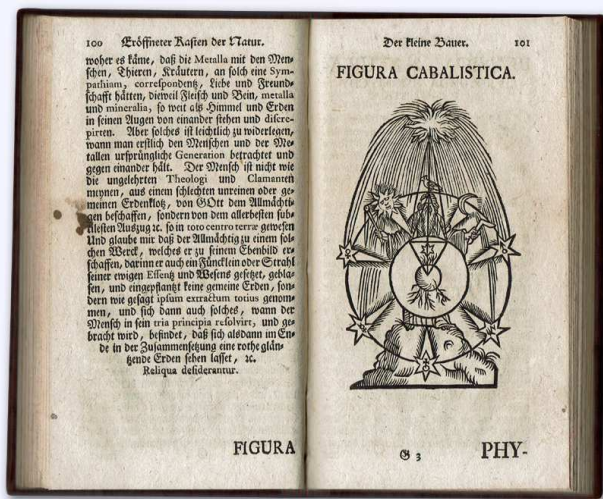 100 Eröffneter Kasten der Natur.
woher es käme, daß die Metalla mit den Men-
schen, Thieren, Kräutern, an solch eine Sym-
pathiam, correspondentz, Liebe und Freund-
schafft hätten, dieweil Fleisch und Bein, metalla
und mineralia, so weit als Himmel und Erden
in seinen Augen von einander stehen und discre-
pirten. Aber solches ist leichtlich zu widerlegen,
wann man erstlich den Menschen und der Me-
tallen ursprüngliche Generation betrachtet und
gegen einander hält. Der Mensch ist nicht wie
die ungelehrten Theologi und Clamanten
meynen, aus einem schlechten unreinen oder ge-
meinen Erdenklotz, von GOtt dem Allmächti-
gen beschaffen, sondern von dem allerbesten sub-
tilesten Auszug ꝛc. so in toto centro terræ gewesen
Und glaube mir daß der Allmächtig zu einem sol-
chen Werck, welches er zu seinem Ebenbild er-
schaffen, darinn er auch ein Füncklein oder Strahl
seiner ewigen Essentz und Wesens gesetzet, gebla-
sen, und eingepflantzt keine gemeine Erden, son-
dern wie gesagt ipsum extractum totius genom-
men, und sich dann auch solches, wann der
Mensch in sein tria principia resolvirt, und ge-
bracht wird, befindet, daß sich alsdann im En-
de in der Zusammensetzung eine rothe glän-
tzende Erden sehen lasset, ꝛc.
Reliqua desiderantur.
FIGURA
Der kleine Bauer. 101
FIGURA CABALISTICA.
G 3 PHY-